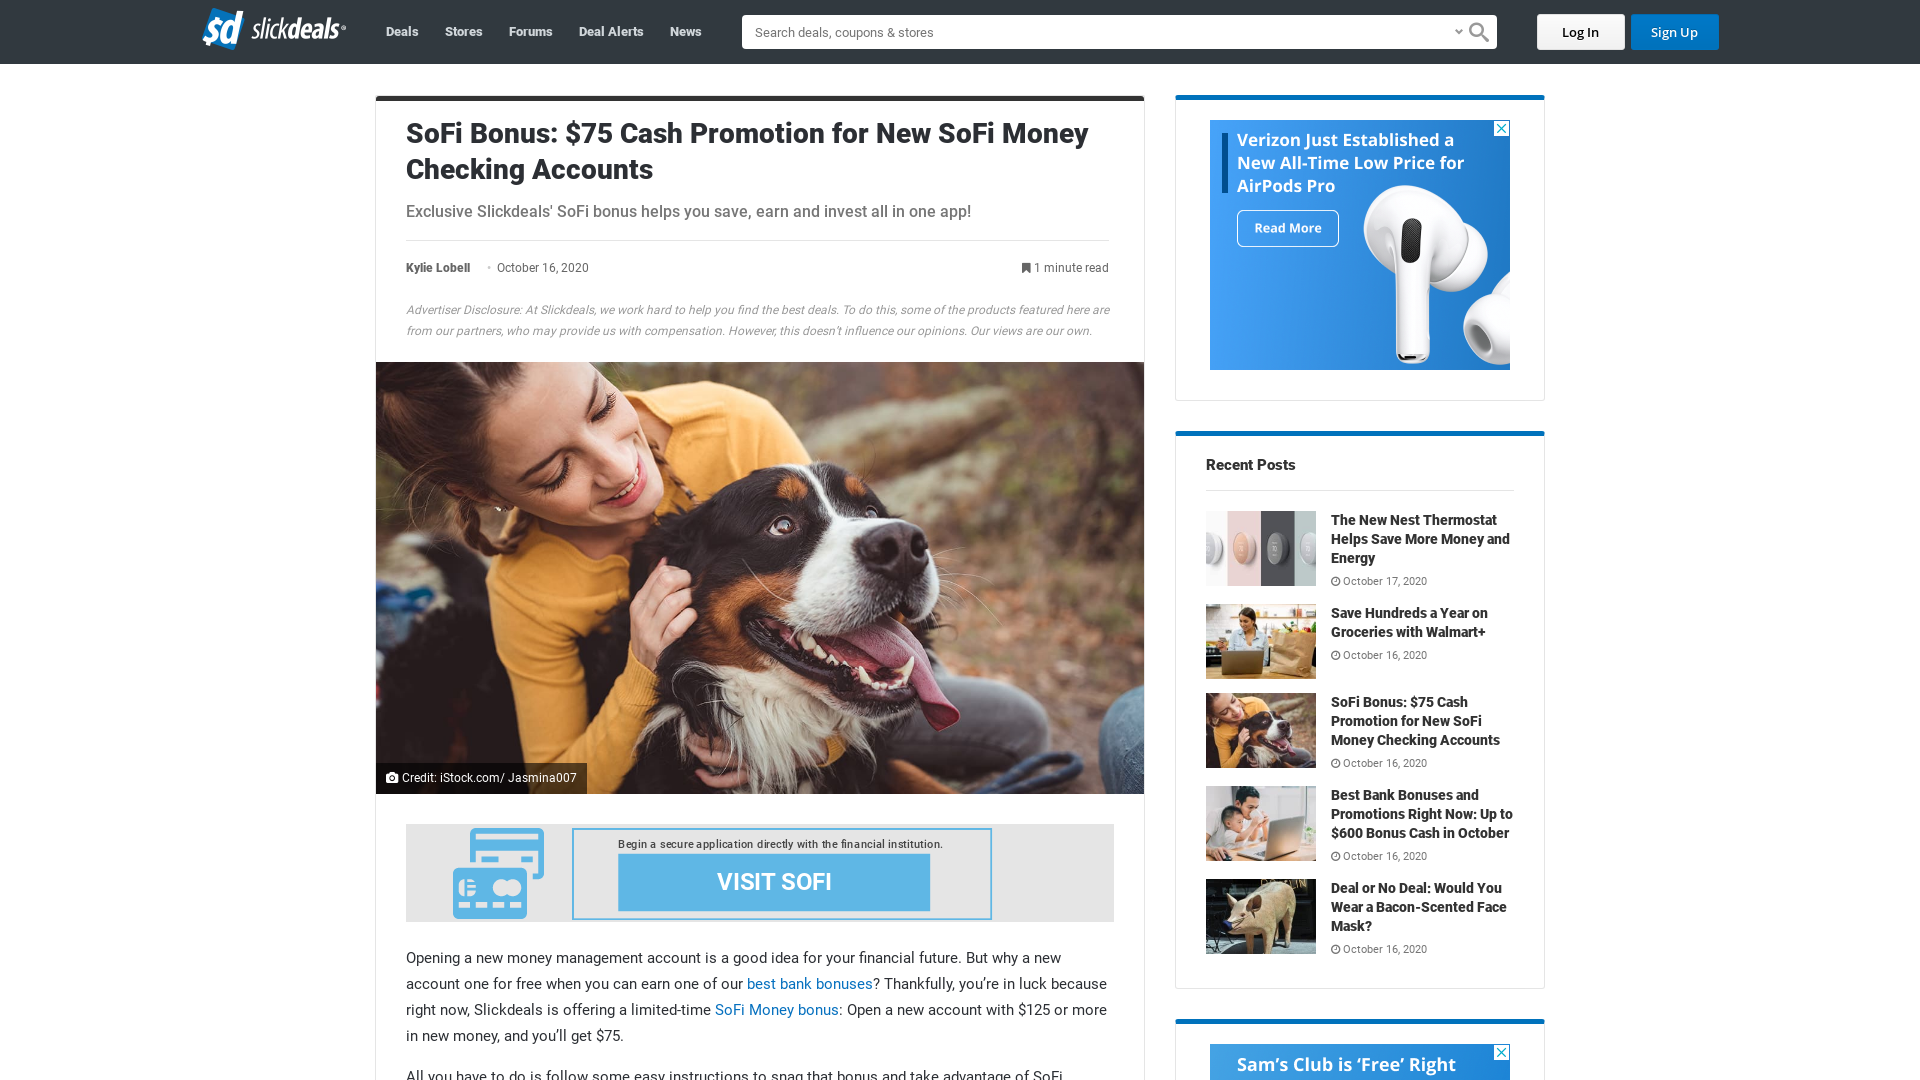 slickdeals
Deals
Stores
Forums
Deal Alerts
News
Search deals, coupons & stores
Log In
Sign Up
SoFi Bonus: $75 Cash Promotion for New SoFi Money
Checking Accounts
Exclusive Slickdeals' SoFi bonus helps you save, earn and invest all in one app!
Kylie Lobell • October 16, 2020
1 minute read
Advertiser Disclosure: At Slickdeals, we work hard to help you find the best deals. To do this, some of the products featured here are
from our partners, who may provide us with compensation. However, this doesn't influence our opinions. Our views are our own.
Credit: iStock.com/ Jasmina007
Begin a secure application directly with the financial institution.
VISIT SOFI
Opening a new money management account is a good idea for your financial future. But why a new
account one for free when you can earn one of our best bank bonuses? Thankfully, you’re in luck because
right now, Slickdeals is offering a limited-time SoFi Money bonus: Open a new account with $125 or more
in new money, and you’ll get $75.
All you have to do is follow some easy instructions to snag that bonus and take advantage of SoFi
Verizon Just Established a
New All-Time Low Price for
AirPods Pro
Read More
Recent Posts
The New Nest Thermostat
Helps Save More Money and
Energy
October 17, 2020
Save Hundreds a Year on
Groceries with Walmart+
October 16, 2020
SoFi Bonus: $75 Cash
Promotion for New SoFi
Money Checking Accounts
October 16, 2020
Best Bank Bonuses and
Promotions Right Now: Up to
$600 Bonus Cash in October
October 16, 2020
Deal or No Deal: Would You
Wear a Bacon-Scented Face
Mask?
October 16, 2020
Sam’s Club is ‘Free’ Right